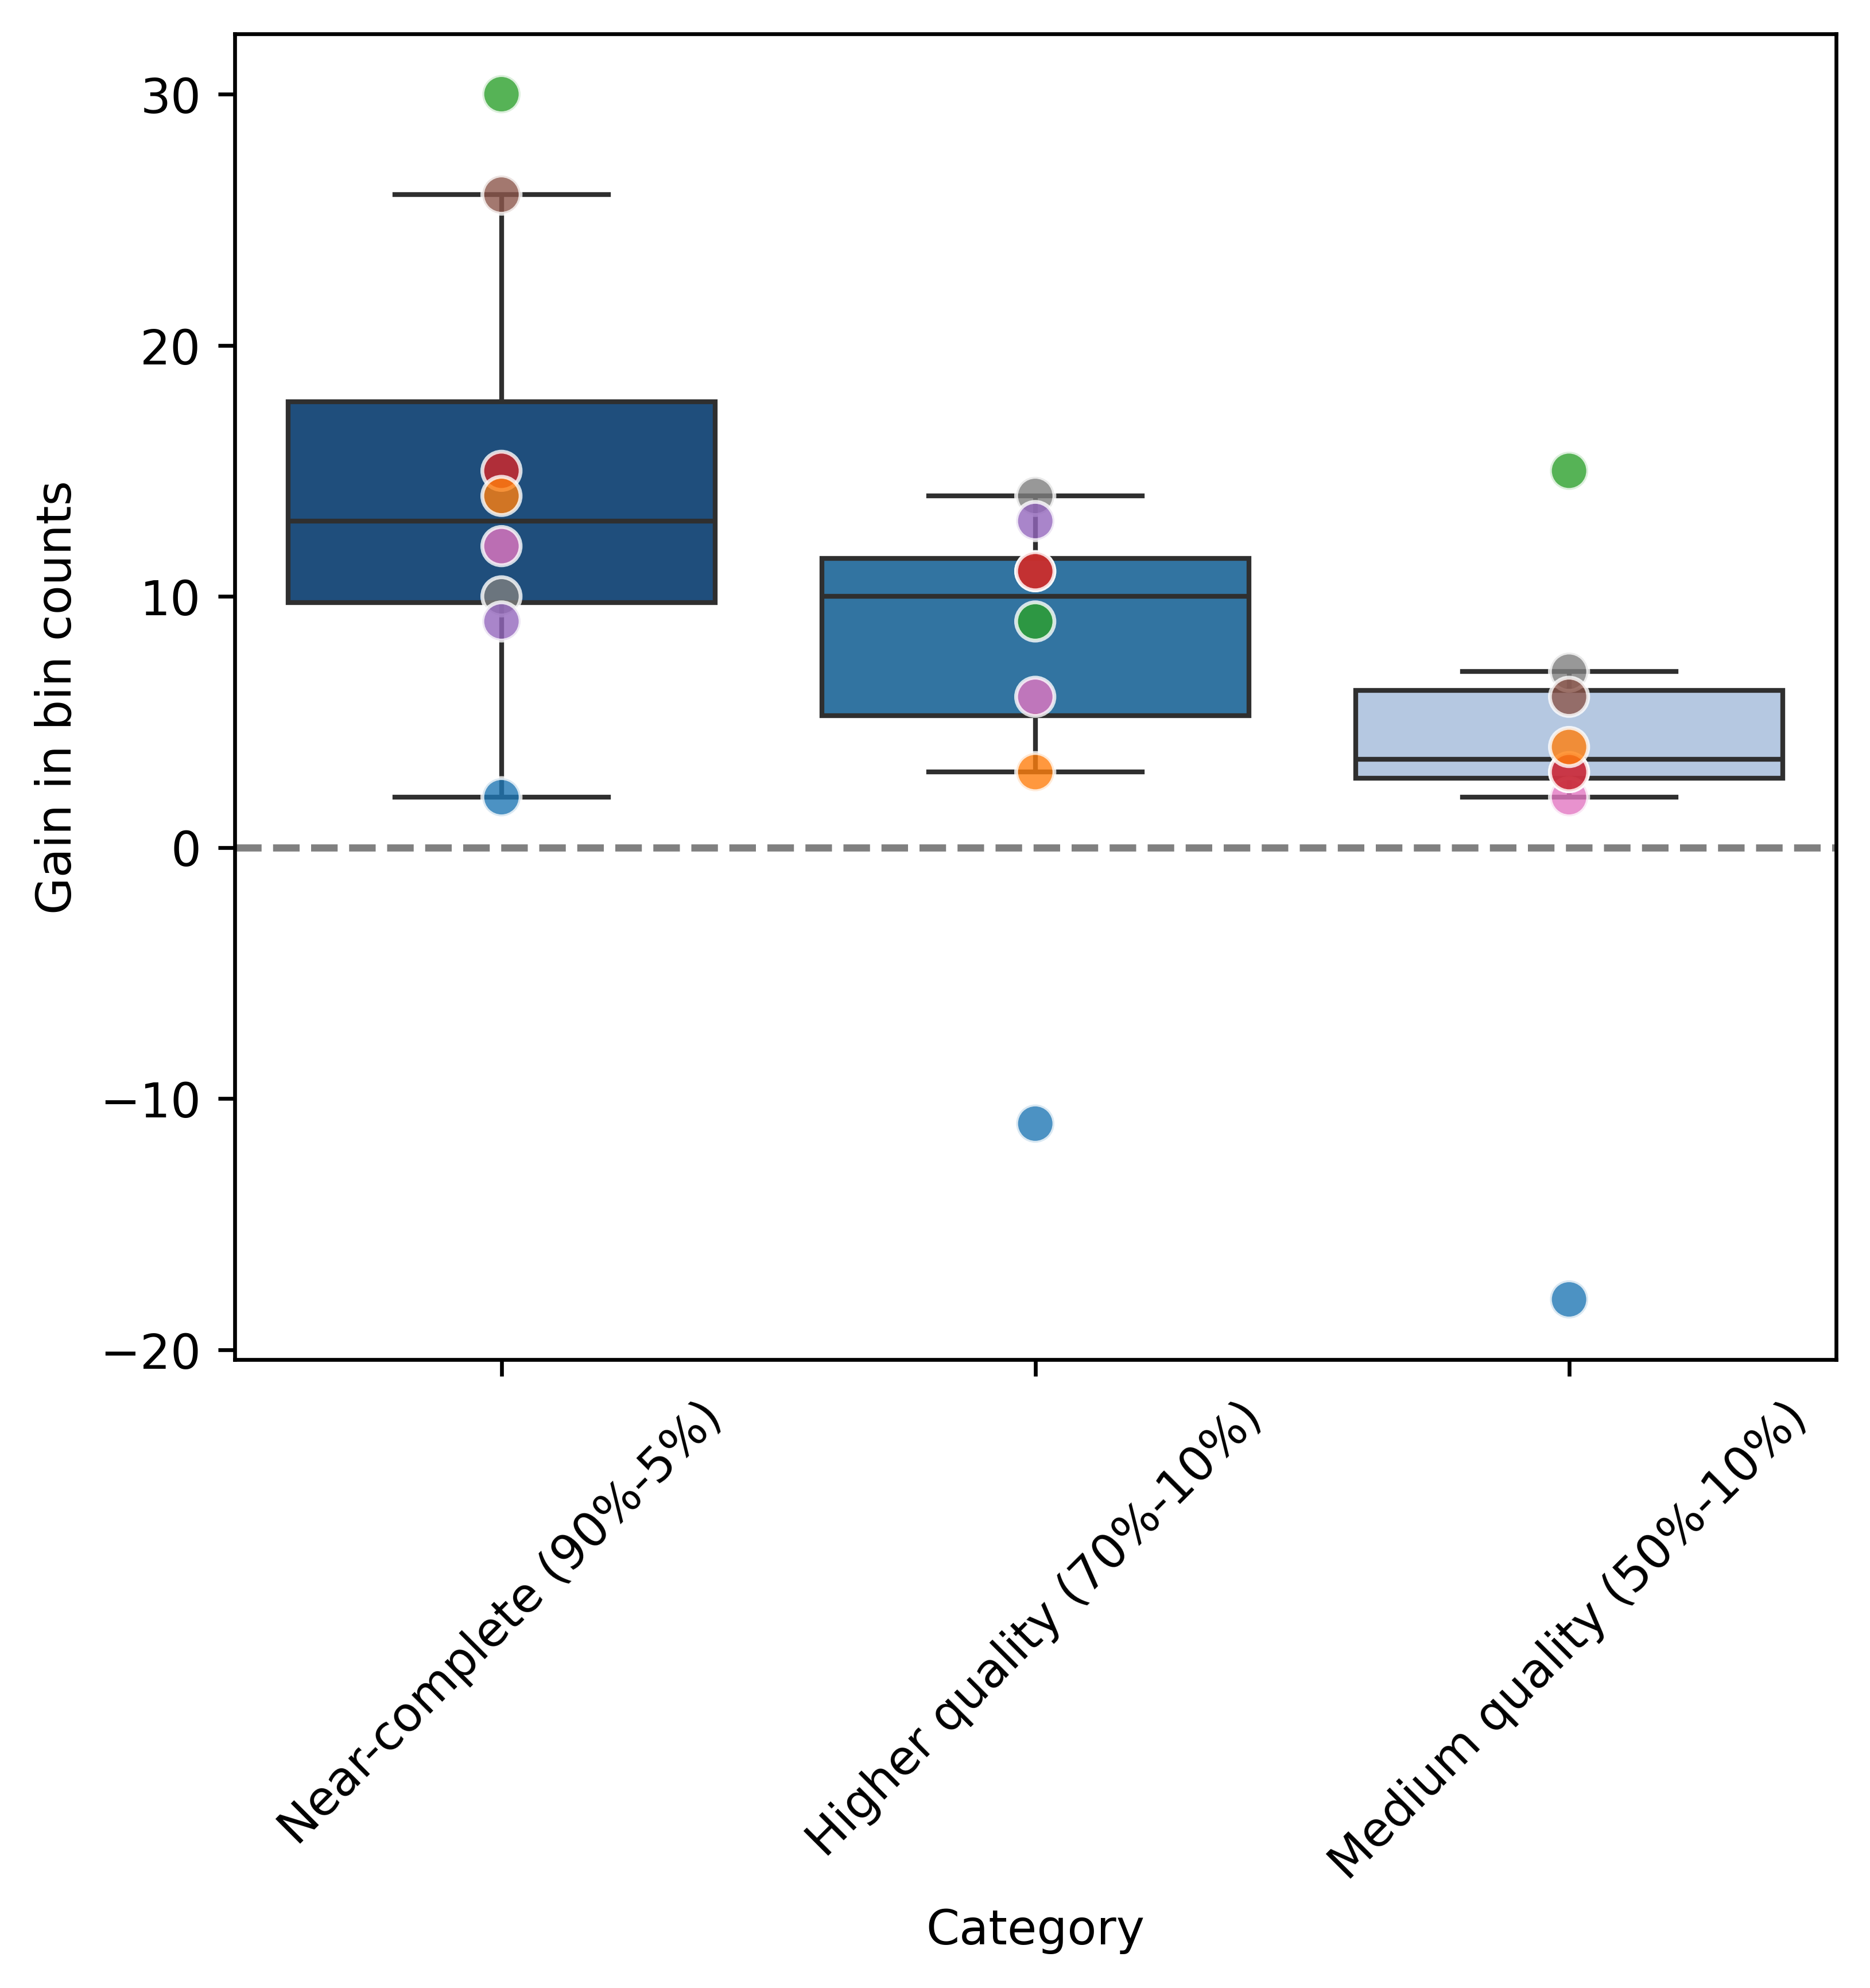 30
20
10
0
−10
−20
Gain in bin counts
Near-complete (90%-5%)
Higher quality (70%-10%)
Medium quality (50%-10%)
Category